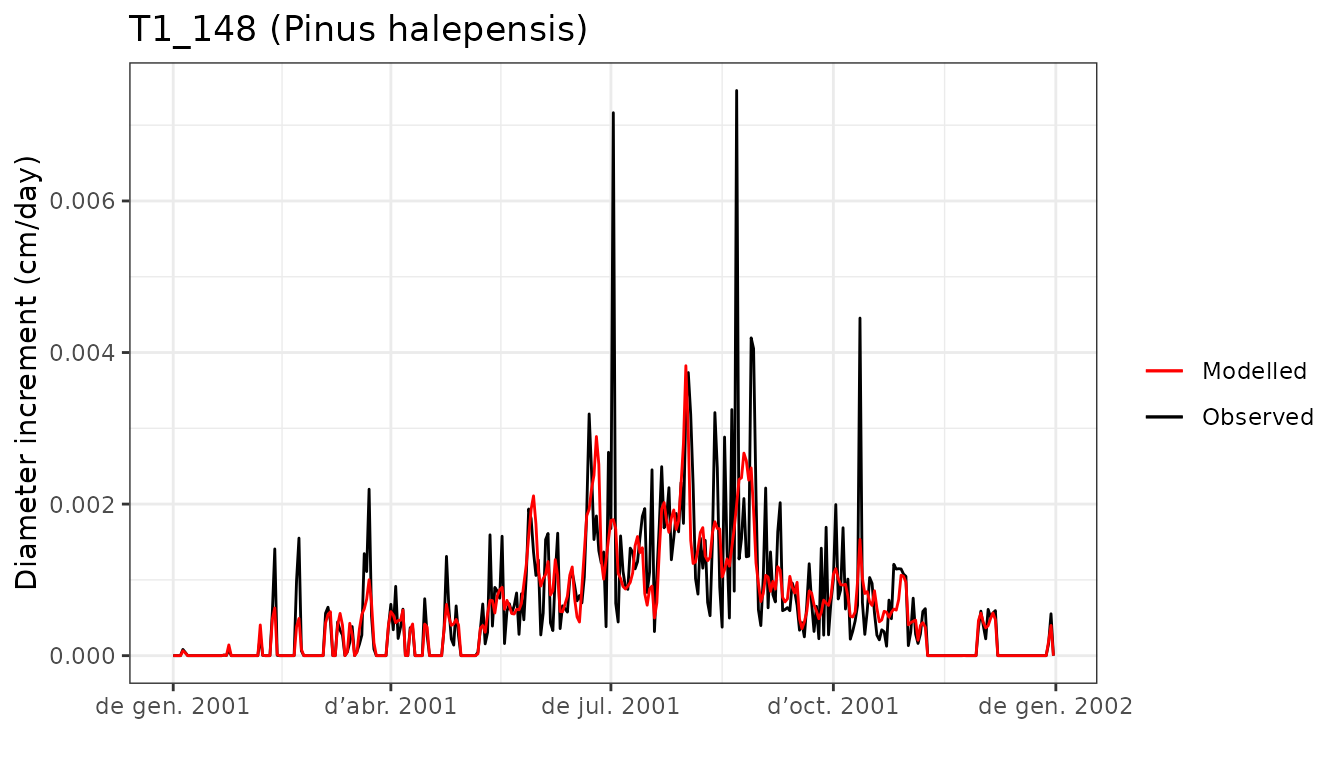 T1_148 (Pinus halepensis)
Diameter increment (cm/day)
0.006
0.004
0.002
0.000
de gen. 2001
d’abr. 2001
de jul. 2001
d’oct. 2001
de gen. 2002
Modelled
Observed